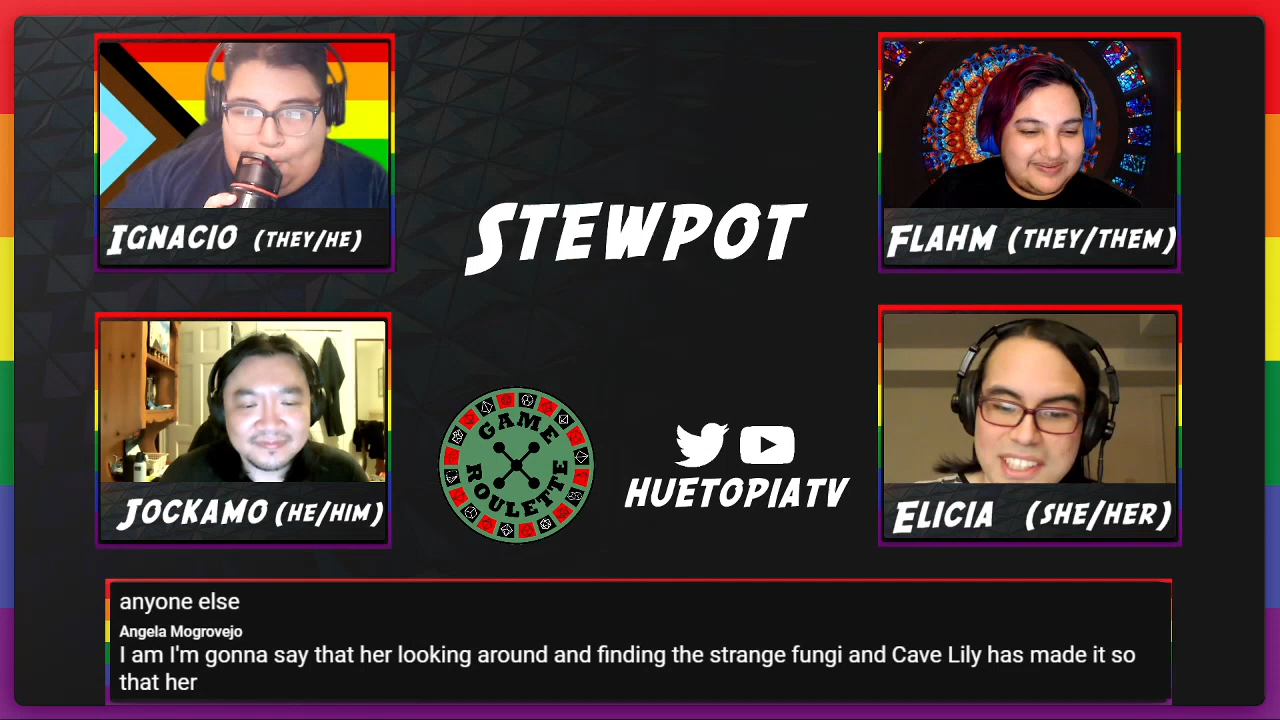 Ignacio (they/he)
Flahm (they/them)
Stewpot
Jockamo (he/him)
GAME
ROULETTE
HUETOPIATV
Elicia (she/her)
anyone else
Angela Mogrovejo
I am I'm gonna say that her looking around and finding the strange fungi and Cave Lily has made it so
that her